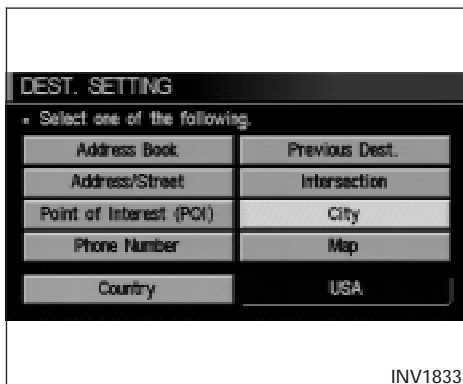 DEST. SETTING
Select one of the following.
Address Book Previous Dest.
Address/Street Intersection
Point of Interest (POI) City
Phone Number Map
Country USA
INV1833